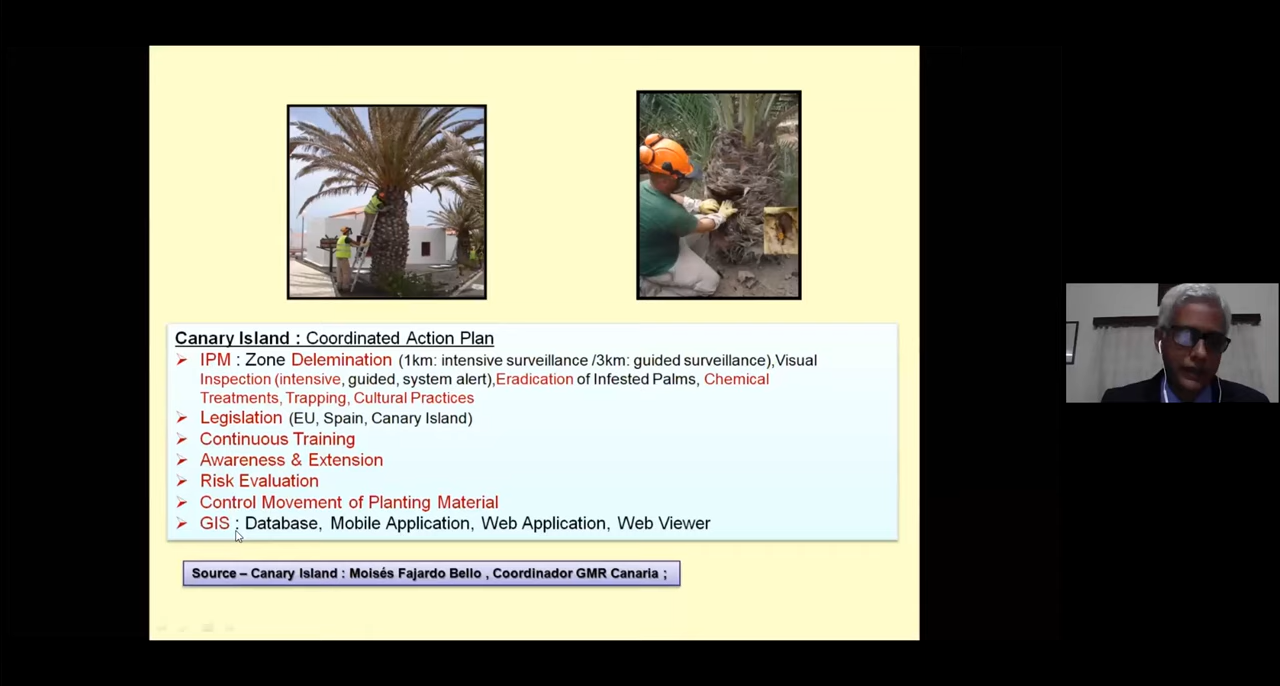 Canary Island : Coordinated Action Plan
➢ IPM : Zone Delemination (1km: intensive surveillance /3km: guided surveillance),Visual
Inspection (intensive, guided, system alert),Eradication of Infested Palms, Chemical
Treatments, Trapping, Cultural Practices
➢ Legislation (EU, Spain, Canary Island)
➢ Continuous Training
➢ Awareness & Extension
➢ Risk Evaluation
➢ Control Movement of Planting Material
➢ GIS : Database, Mobile Application, Web Application, Web Viewer
Source – Canary Island : Moisés Fajardo Bello , Coordinador GMR Canaria ;